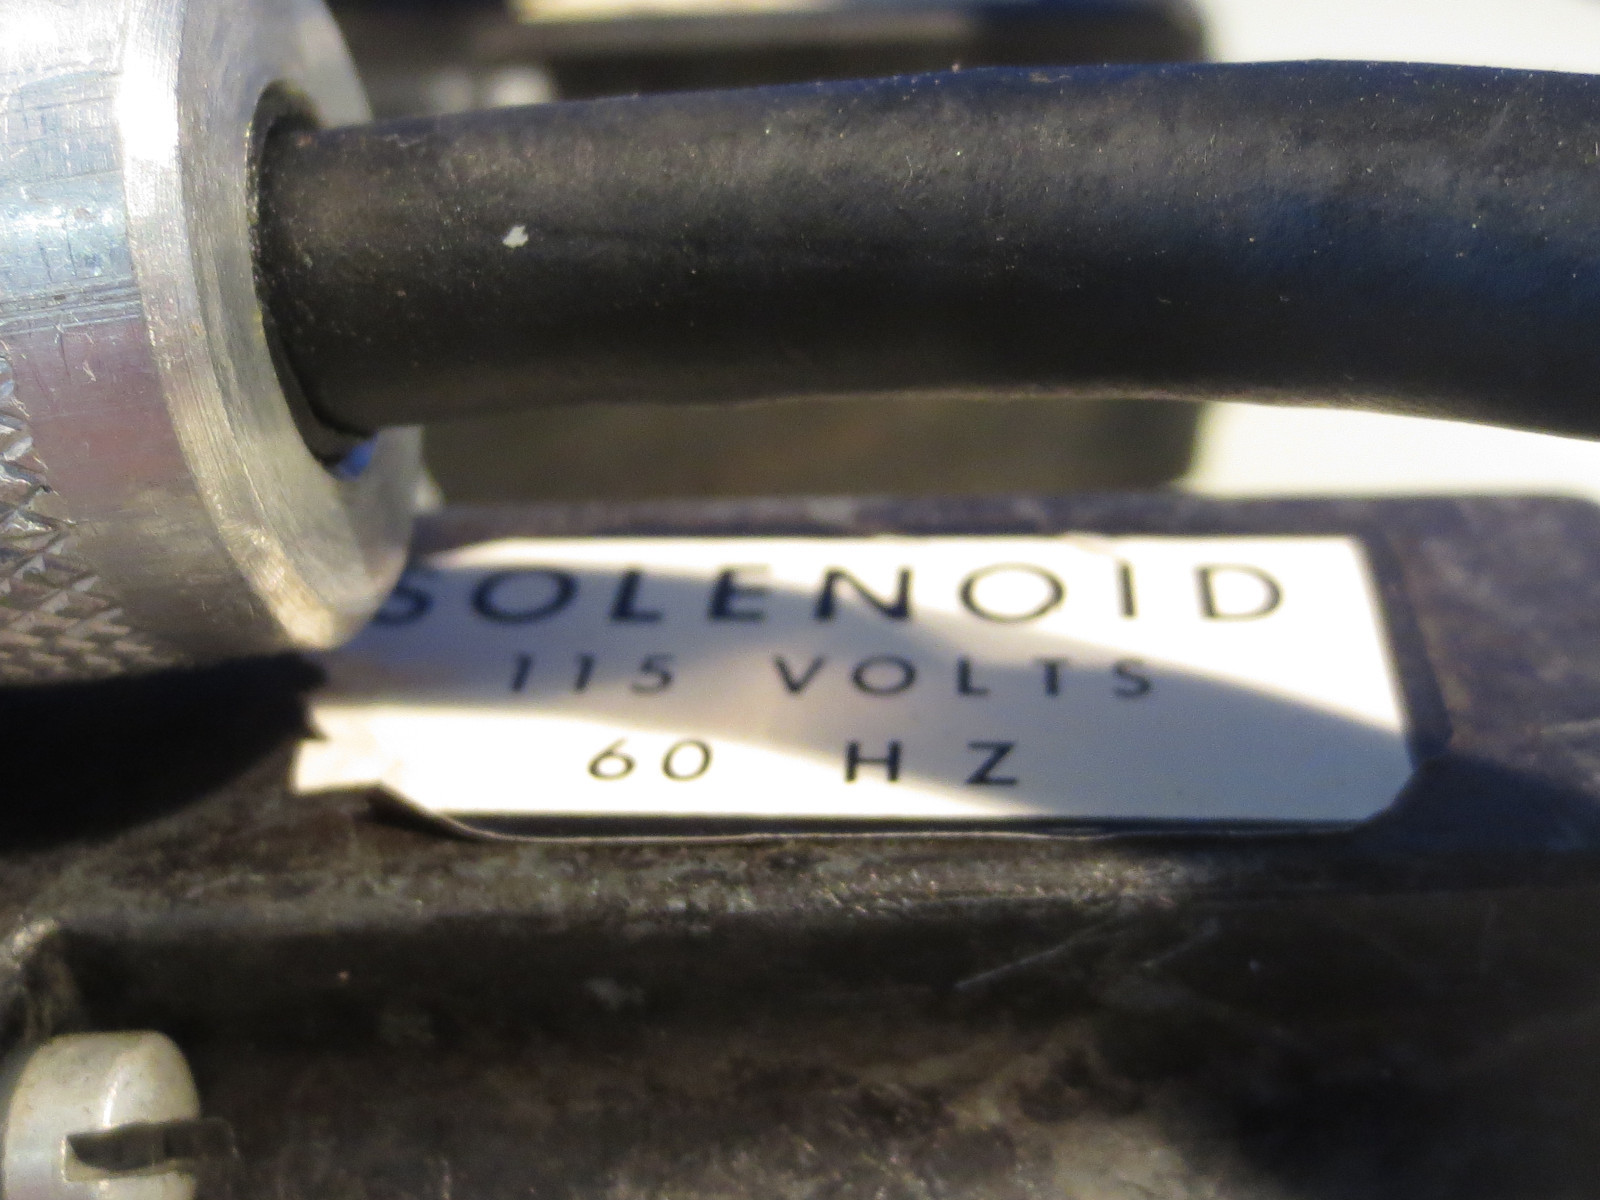 SOLENOID
115 VOLTS
60 HZ